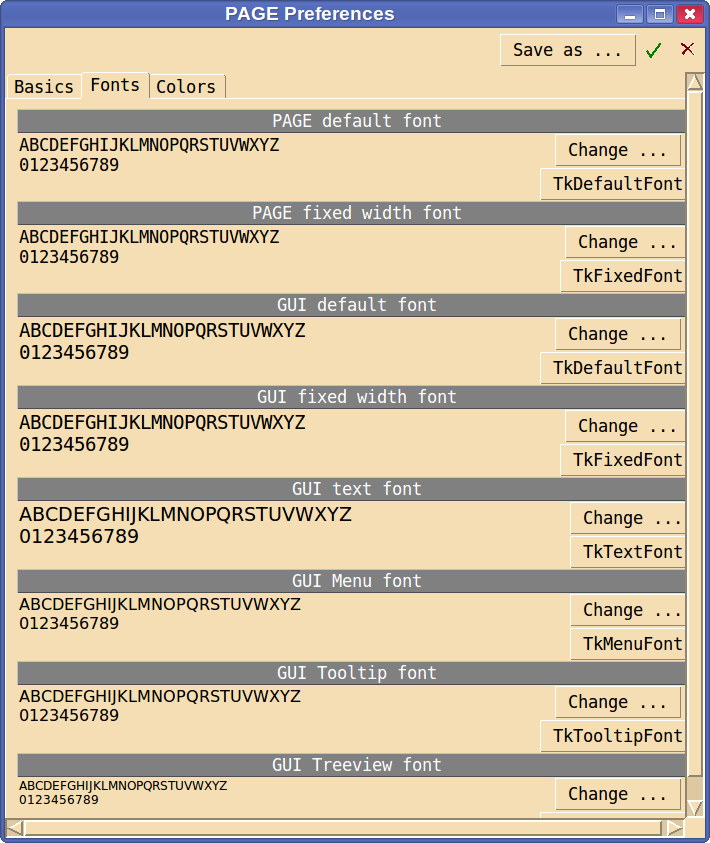 PAGE Preferences
Save as ...
Basics Fonts Colors
PAGE default font
ABCDEFGHIJKLMNOPQRSTUVWXYZ
0123456789
Change ...
TkDefaultFont
PAGE fixed width font
ABCDEFGHIJKLMNOPQRSTUVWXYZ
0123456789
Change ...
TkFixedFont
GUI default font
ABCDEFGHIJKLMNOPQRSTUVWXYZ
0123456789
Change ...
TkDefaultFont
GUI fixed width font
ABCDEFGHIJKLMNOPQRSTUVWXYZ
0123456789
Change ...
TkFixedFont
GUI text font
ABCDEFGHIJKLMNOPQRSTUVWXYZ
0123456789
Change ...
TkTextFont
GUI Menu font
ABCDEFGHIJKLMNOPQRSTUVWXYZ
0123456789
Change ...
TkMenuFont
GUI Tooltip font
ABCDEFGHIJKLMNOPQRSTUVWXYZ
0123456789
Change ...
TkTooltipFont
GUI Treeview font
ABCDEFGHIJKLMNOPQRSTUVWXYZ
0123456789
Change ...